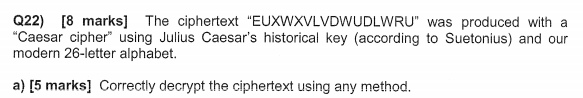 Q22) [8 marks] The ciphertext “EUXWXVLVDWUDLWRU” was produced with a
“Caesar cipher” using Julius Caesar’s historical key (according to Suetonius) and our
modern 26-letter alphabet.
a) [5 marks] Correctly decrypt the ciphertext using any method.